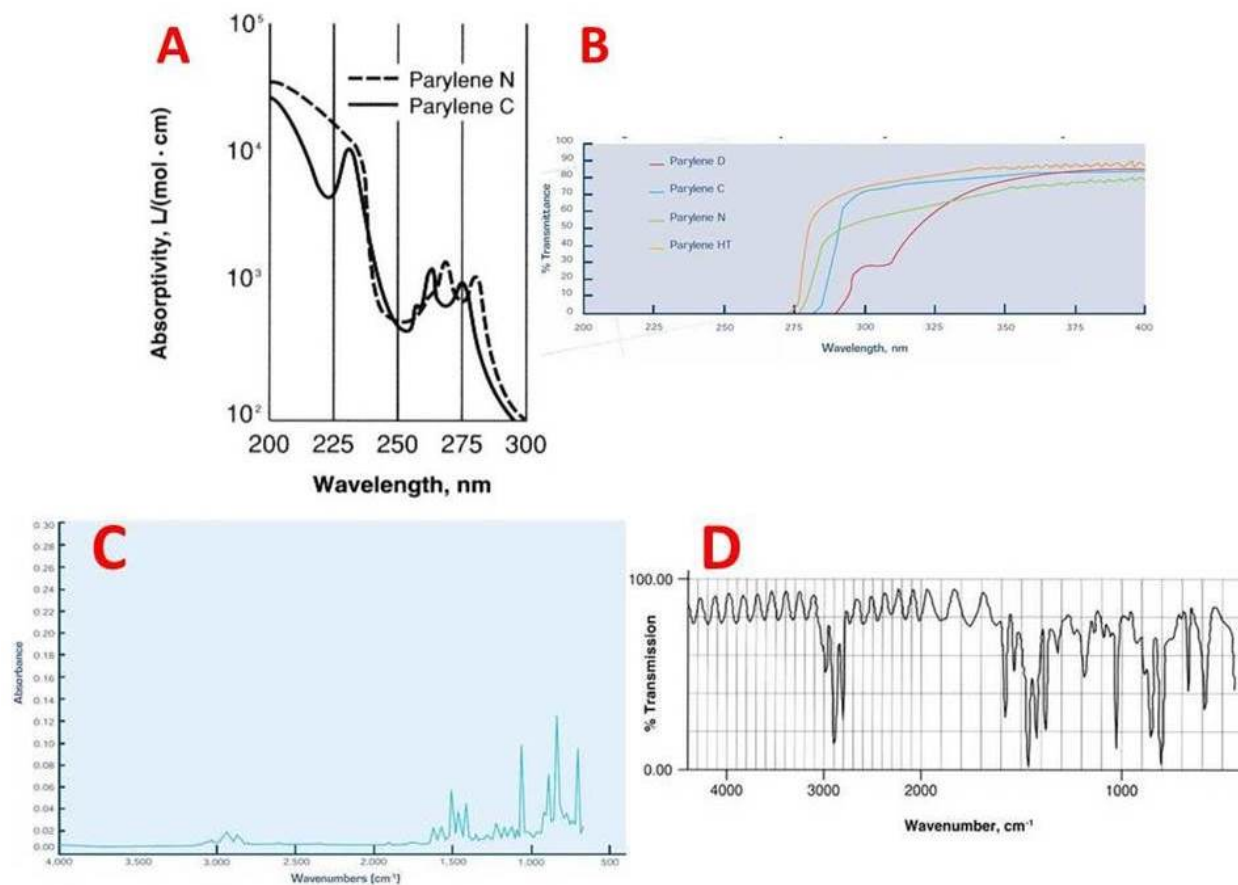 A
10⁵
10⁴
10³
10²
Absorptivity, L/(mol · cm)
Parylene N
Parylene C
200 225 250 275 300
Wavelength, nm
B
100
90
80
70
60
50
40
30
20
10
0
% Transmittance
Parylene D
Parylene C
Parylene N
Parylene HT
200 225 250 275 300 325 350 375 400
Wavelength, nm
C
0.30
0.28
0.26
0.24
0.22
0.20
0.18
0.16
0.14
0.12
0.10
0.08
0.06
0.04
0.02
0.00
Absorbance
4.000 3.500 3.000 2.500 2.000 1.500 1.000 500
Wavenumbers (cm⁻¹)
D
100.00
0.00
% Transmission
4000 3000 2000 1000
Wavenumber, cm⁻¹